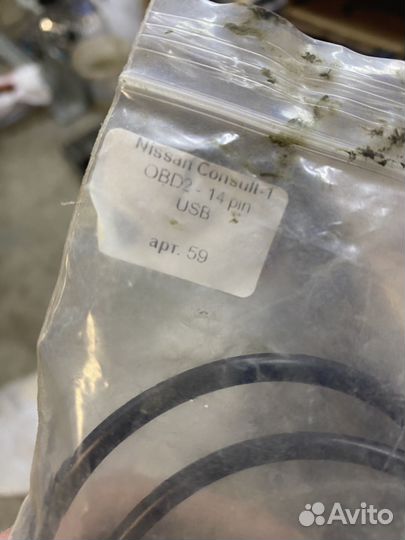 Nissan Consult-1
OBD2 - 14 pin
USB
арт. 59
Avito